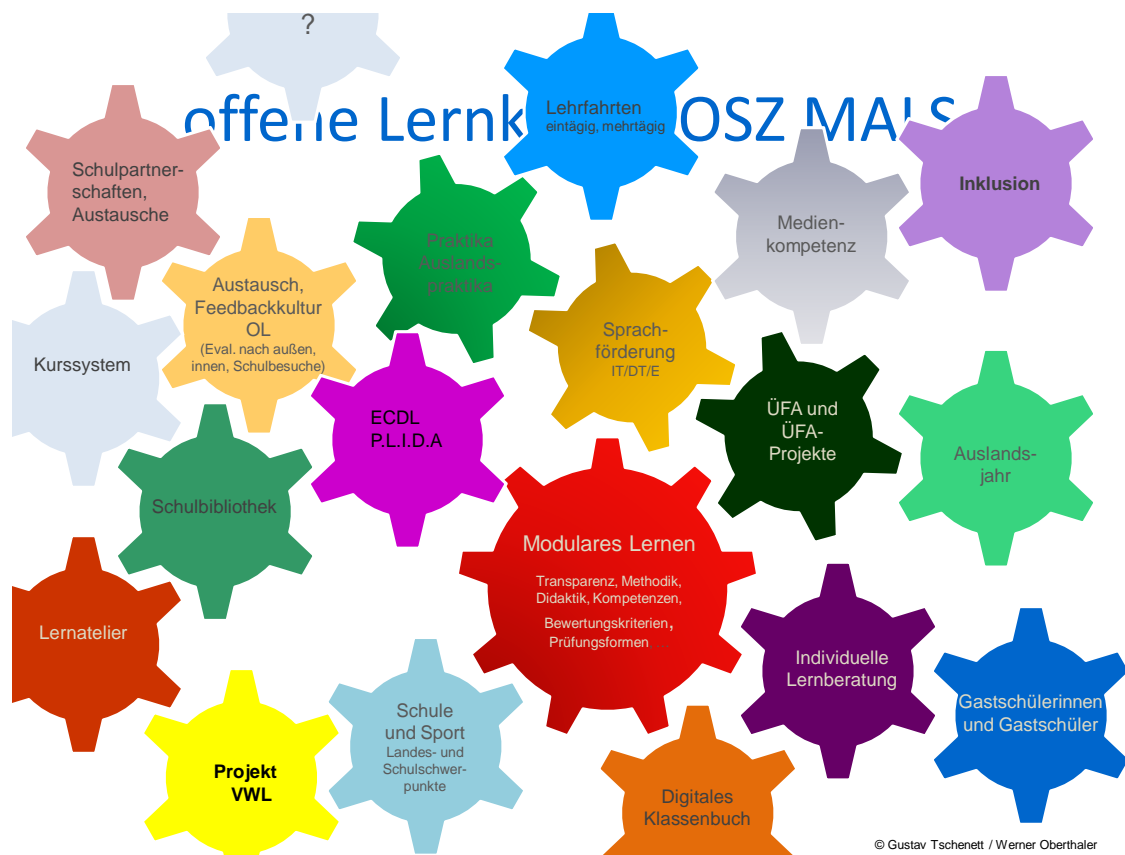 ?
offene Lernk OSZ MALS
Lehrfahrten
eintägig, mehrtägig
Schulpartner-
schaften,
Austausche
Inklusion
Medien-
kompetenz
Praktika
Auslands-
praktika
Austausch,
Feedbackkultur
OL
(Eval. nach außen,
innen, Schulbesuche)
Sprach-
förderung
IT/DT/E
Kurssystem
ECDL
P.L.I.D.A
ÜFA und
ÜFA-
Projekte
Auslands-
jahr
Schulbibliothek
Modulares Lernen
Transparenz, Methodik,
Didaktik, Kompetenzen,
Bewertungskriterien,
Prüfungsformen.....
Lernatelier
Individuelle
Lernberatung
Gastschülerinnen
und Gastschüler
Schule
und Sport
Landes- und
Schulschwer-
punkte
Projekt
VWL
Digitales
Klassenbuch
© Gustav Tschenett / Werner Oberthaler